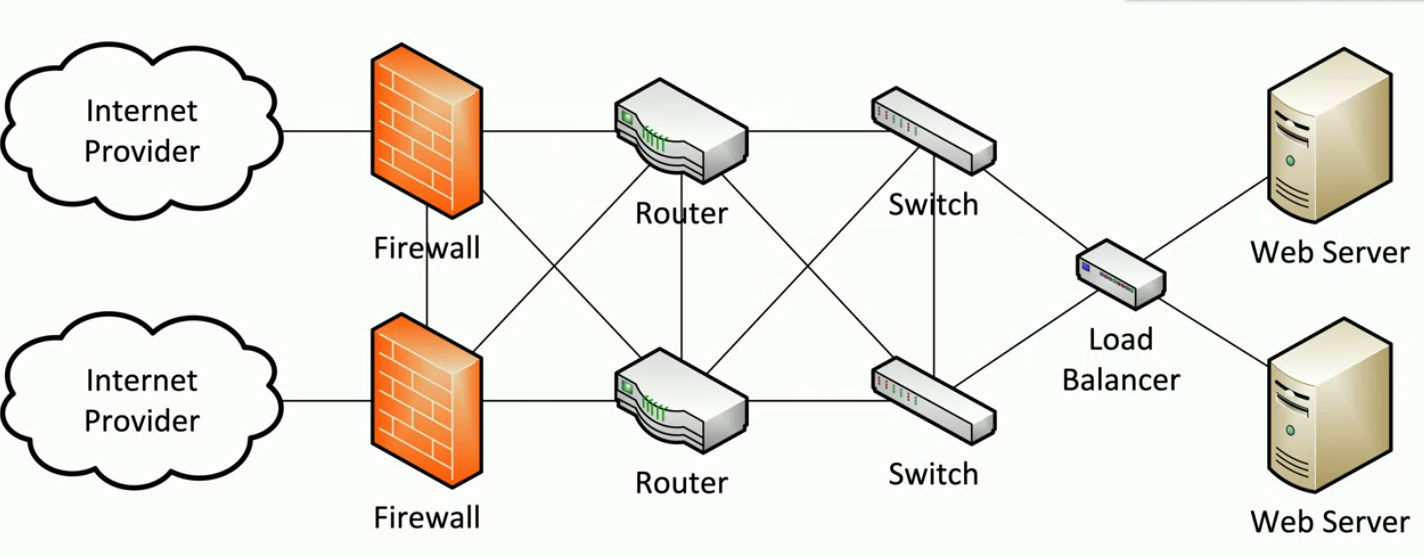 Internet
Provider
Firewall
Router
Switch
Web Server
Load
Balancer
Internet
Provider
Firewall
Router
Switch
Web Server